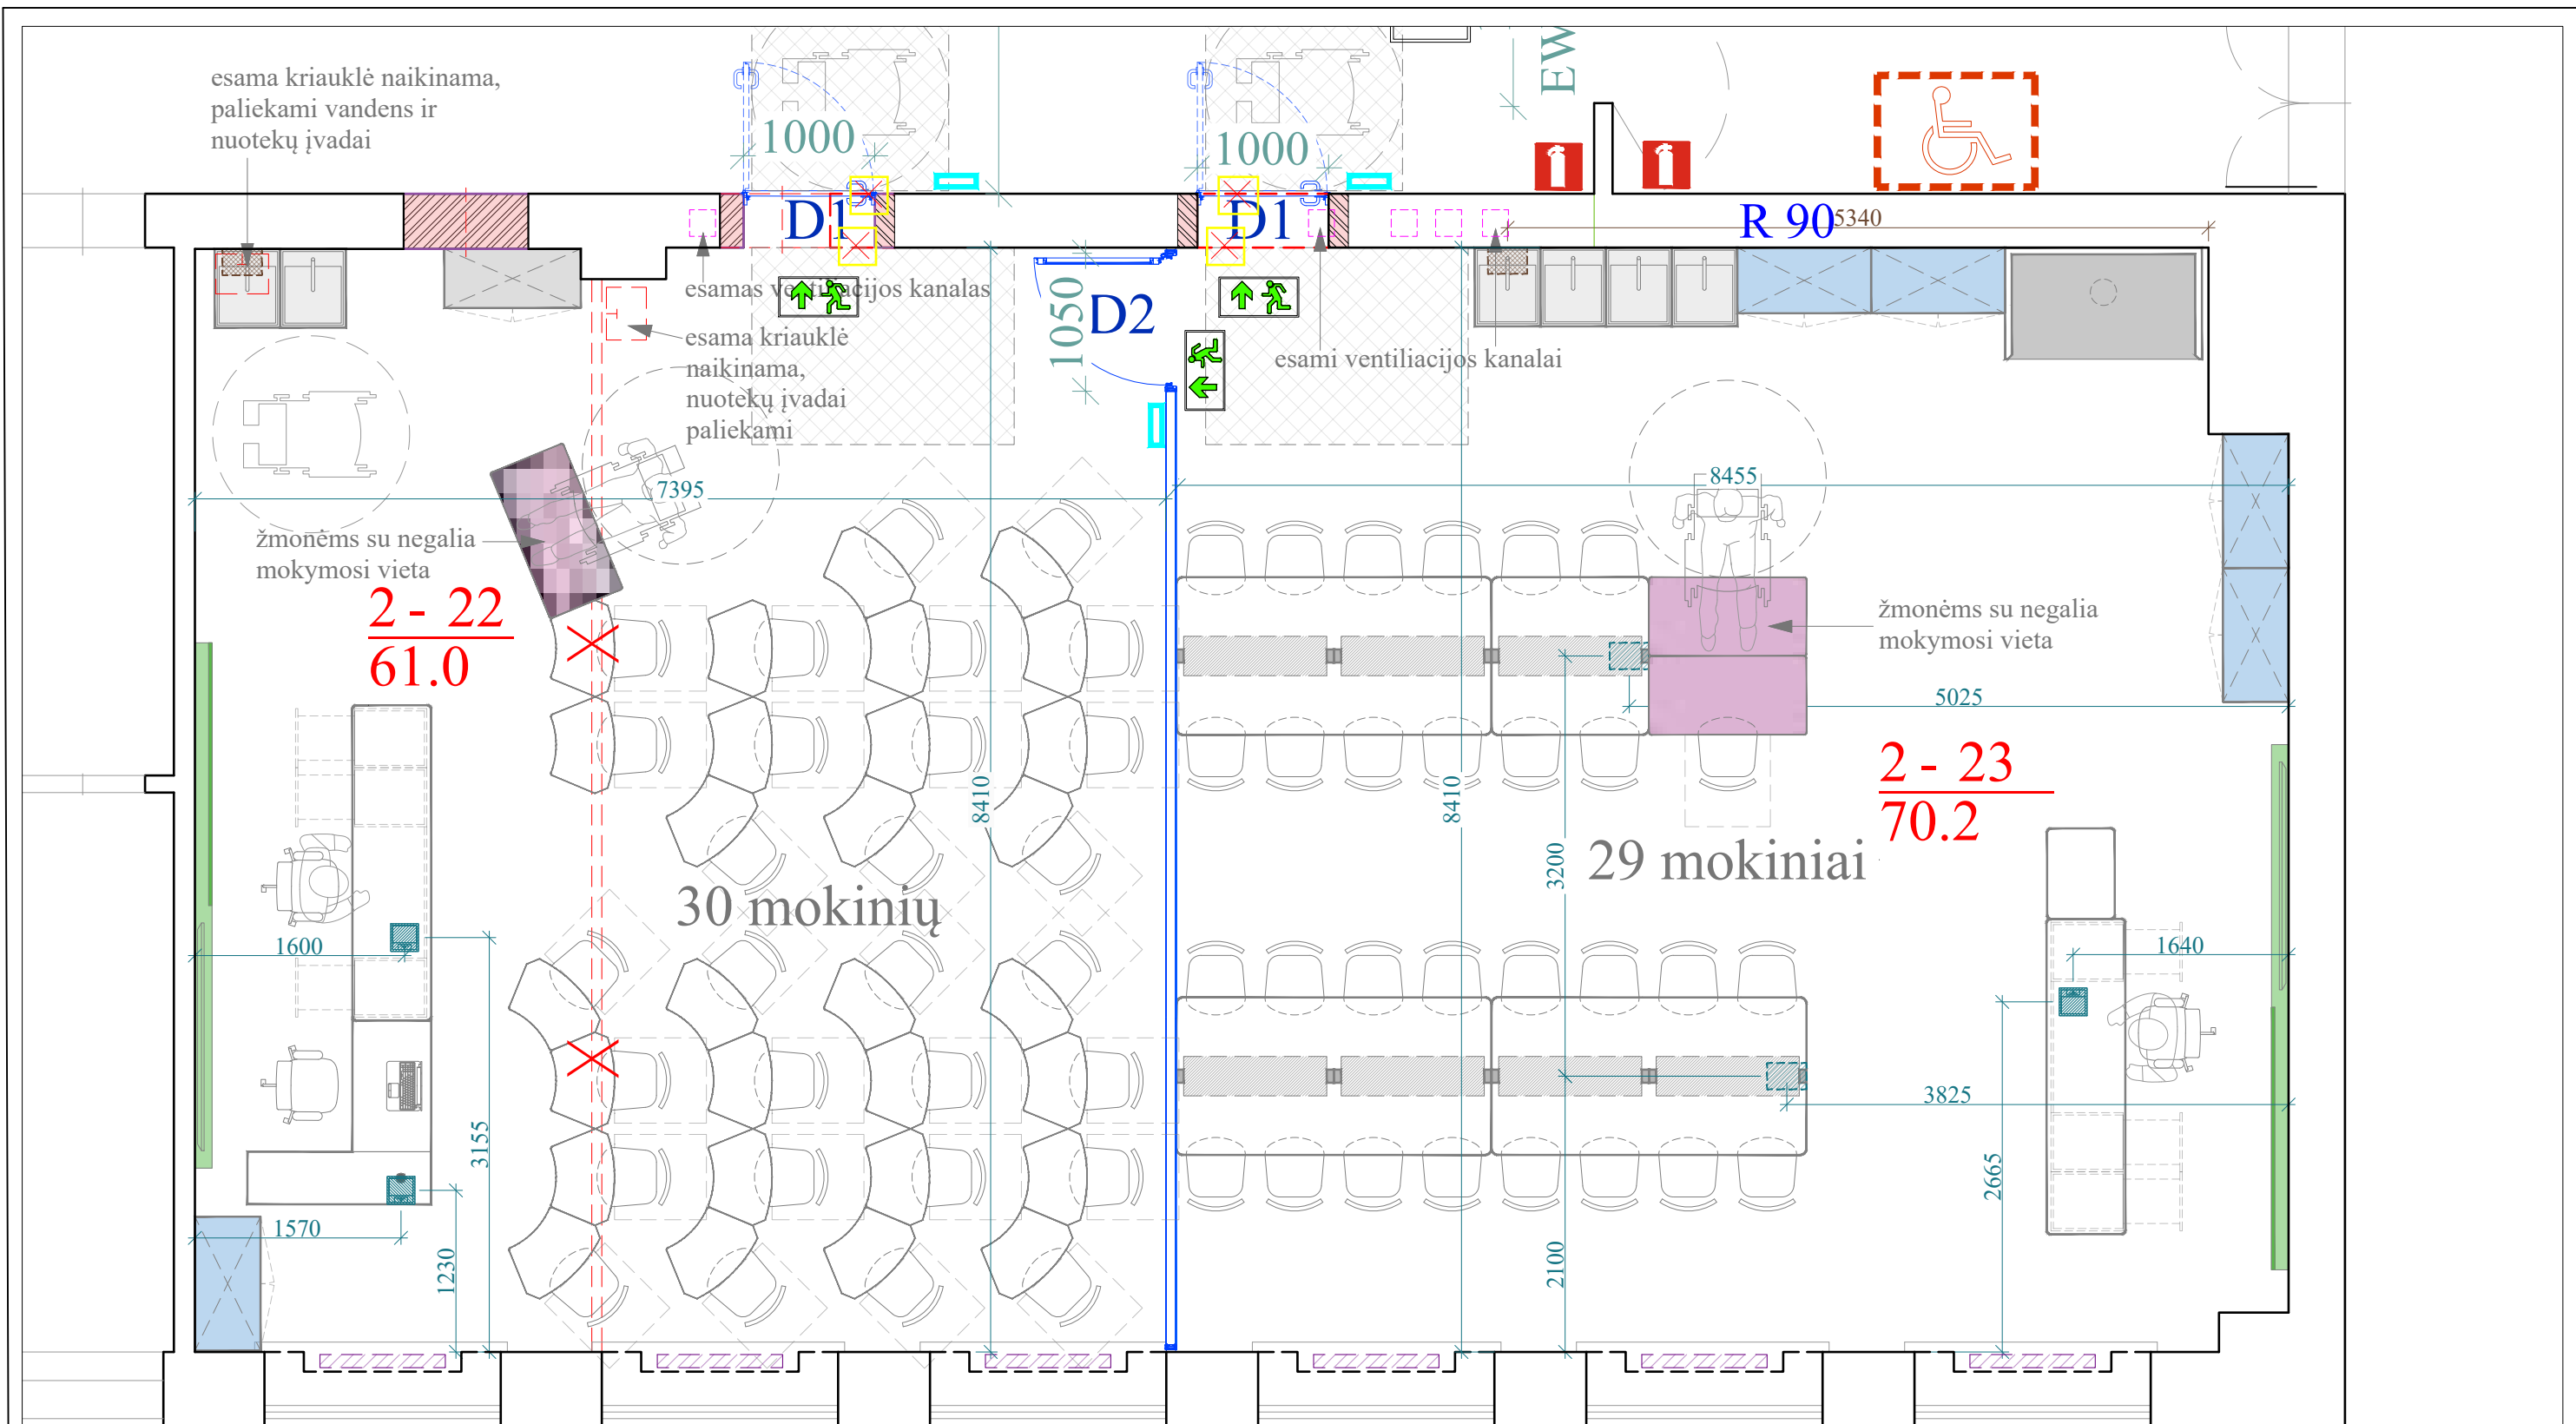 esama kriauklė naikinama,
paliekami vandens ir
nuotekų įvadai
1000
1000
EW
D1
D1
R 90
5340
esamas ventiliacijos kanalas
1050
D2
esama kriauklė
naikinama,
nuotekų įvadai
paliekami
esami ventiliacijos kanalai
7395
8455
žmonėms su negalia
mokymosi vieta
2 - 22
61.0
žmonėms su negalia
mokymosi vieta
5025
2 - 23
70.2
8410
8410
3200
29 mokiniai
30 mokinių
1600
1640
3825
3155
2665
1570
1230
2100